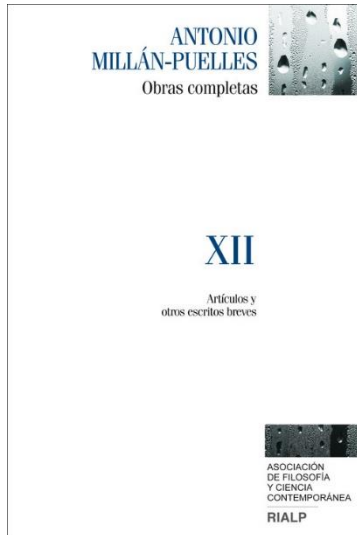 ANTONIO
MILLÁN-PUELLES
Obras completas
XII
Artículos y
otros escritos breves
ASOCIACIÓN
DE FILOSOFÍA
Y CIENCIA
CONTEMPORÁNEA
RIALP